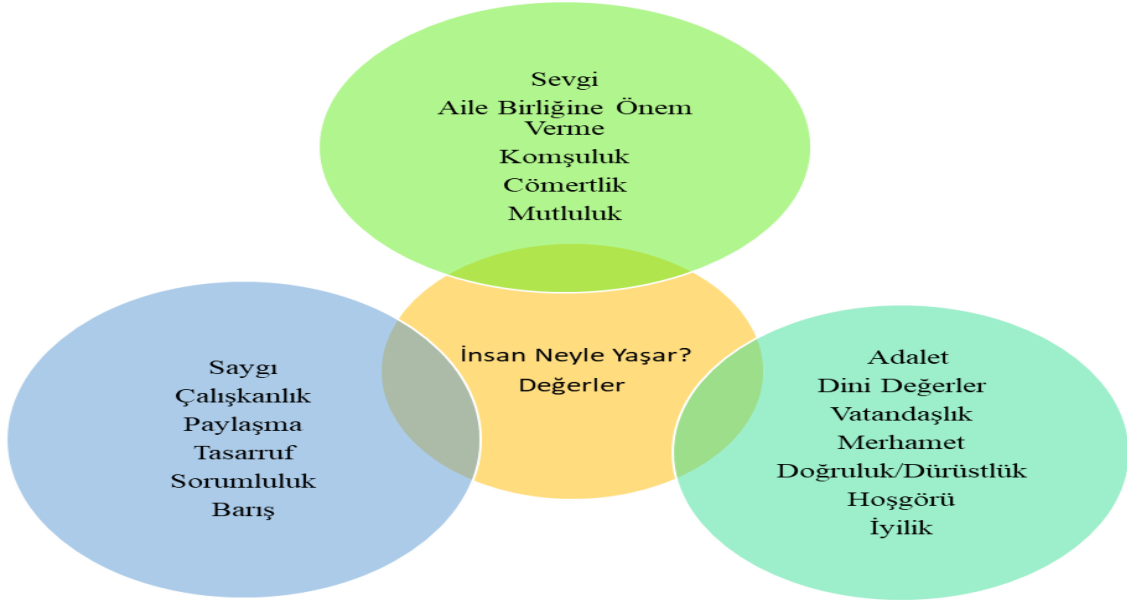 Sevgi
Aile Birliğine Önem
Verme
Komşuluk
Cömertlik
Mutluluk
İnsan Neyle Yaşar?
Değerler
Saygı
Çalışkanlık
Paylaşma
Tasarruf
Sorumluluk
Barış
Adalet
Dini Değerler
Vatandaşlık
Merhamet
Doğruluk/Dürüstlük
Hoşgörü
İyilik